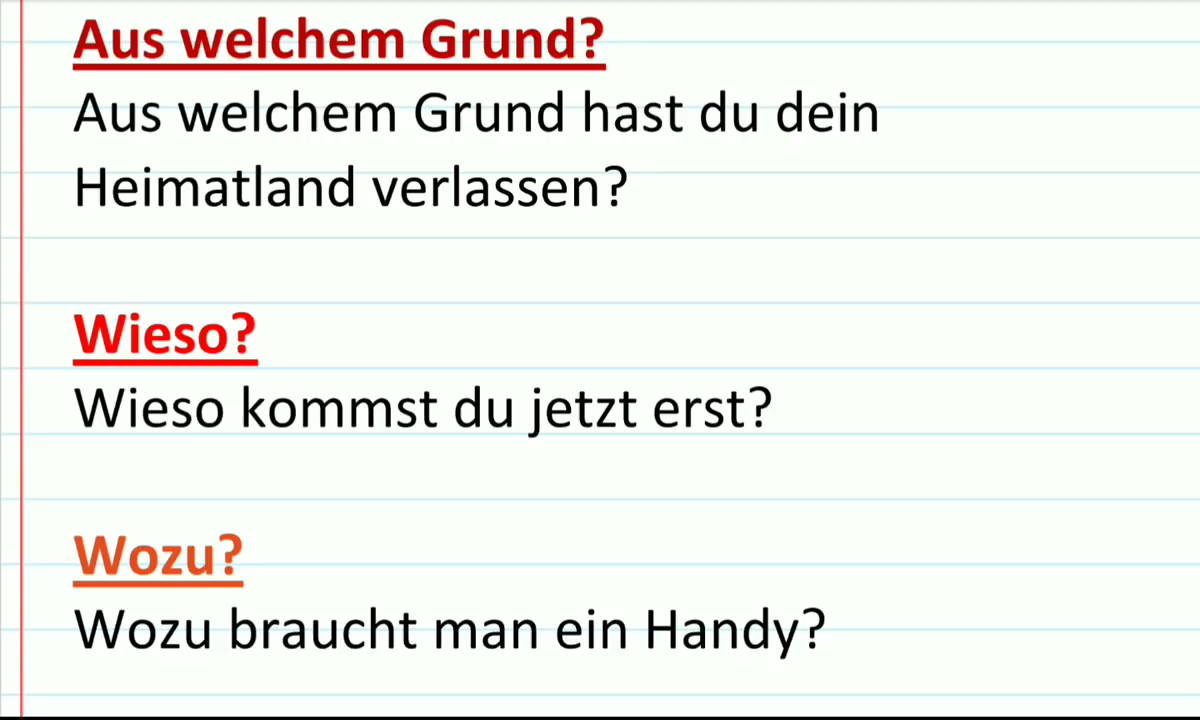 Aus welchem Grund?
Aus welchem Grund hast du dein
Heimatland verlassen?
Wieso?
Wieso kommst du jetzt erst?
Wozu?
Wozu braucht man ein Handy?